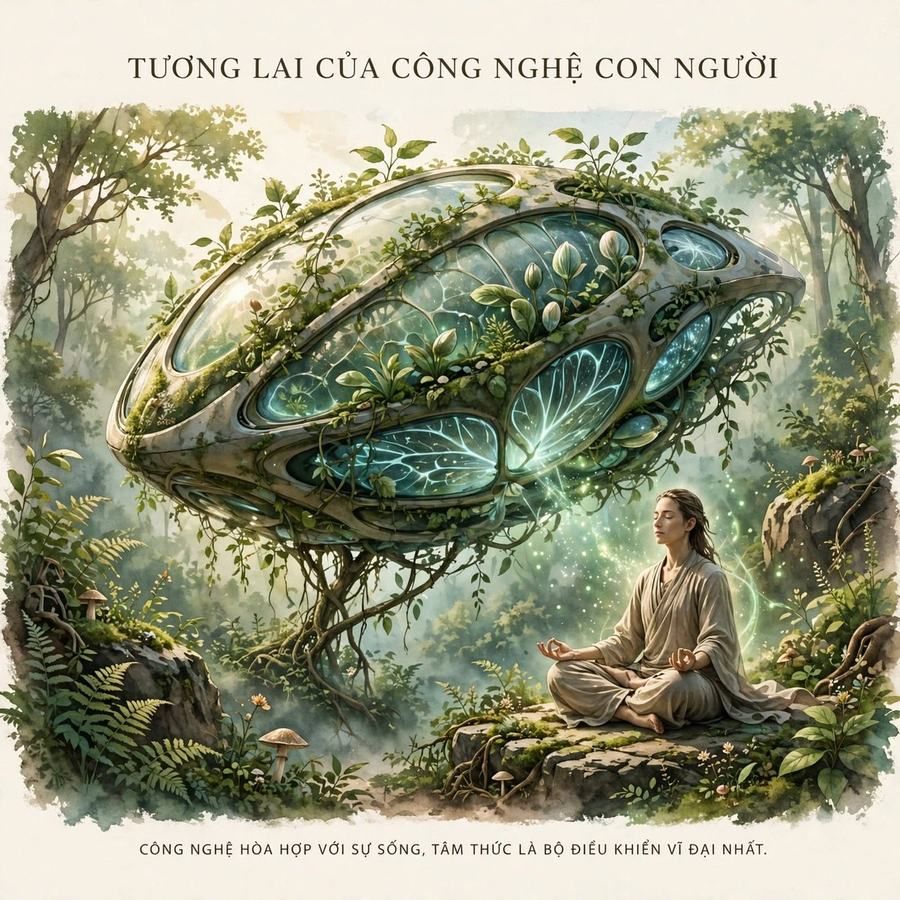 TƯƠNG LAI CỦA CÔNG NGHỆ CON NGƯỜI
CÔNG NGHỆ HÒA HỢP VỚI SỰ SỐNG, TÂM THỨC LÀ BỘ ĐIỀU KHIỂN VĨ ĐẠI NHẤT.